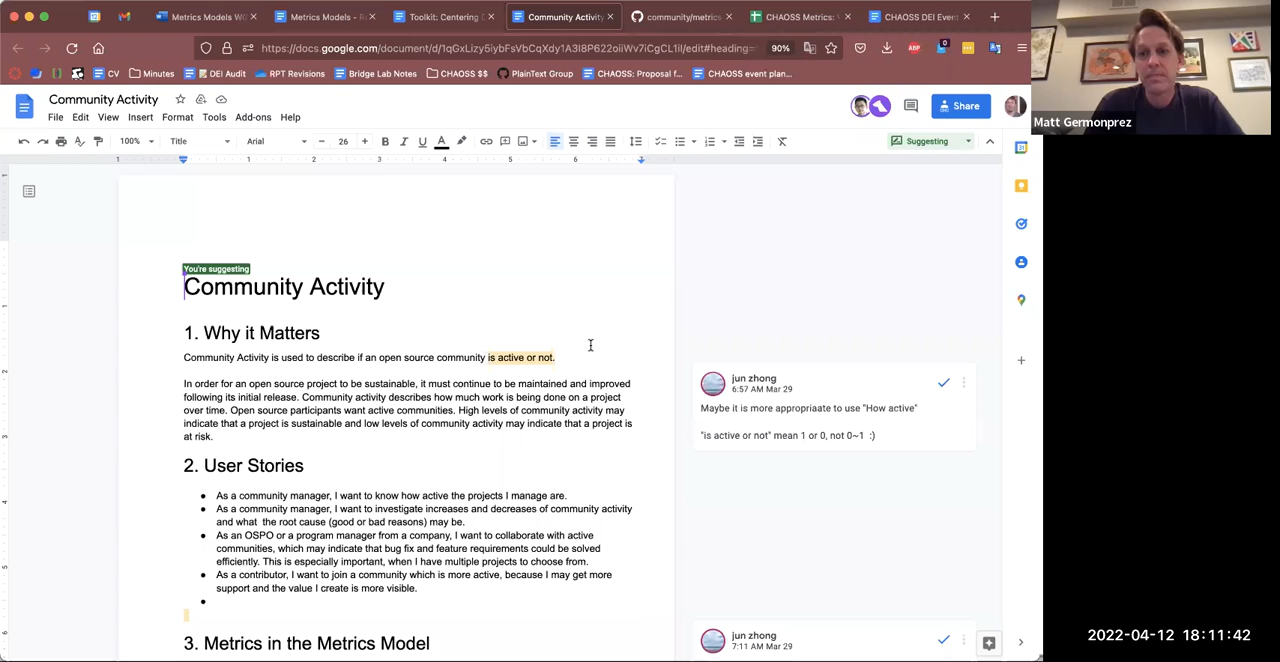 Metrics Models WG
Metrics Models - R
Toolkit: Centering D
Community Activity
community/metrics
CHAOSS Metrics: V
CHAOSS DEI Event
https://docs.google.com/document/d/1qGxLizy5iybFsVbCqXdy1A3I8P622oiiWv7iCgCL1iI/edit#heading=
90%
ABP
0
CV
Minutes
DEI Audit
RPT Revisions
Bridge Lab Notes
CHAOSS $$
PlainText Group
CHAOSS: Proposal f...
CHAOSS event plan...
Matt Germonprez
Community Activity
File Edit View Insert Format Tools Add-ons Help
Share
100% Title Arial 26 B I U A
Suggesting
1 1 2 3 4 5 6
You're suggesting
Community Activity
1. Why it Matters
Community Activity is used to describe if an open source community is active or not.
In order for an open source project to be sustainable, it must continue to be maintained and improved
following its initial release. Community activity describes how much work is being done on a project
over time. Open source participants want active communities. High levels of community activity may
indicate that a project is sustainable and low levels of community activity may indicate that a project is
at risk.
2. User Stories
● As a community manager, I want to know how active the projects I manage are.
● As a community manager, I want to investigate increases and decreases of community activity
and what the root cause (good or bad reasons) may be.
● As an OSPO or a program manager from a company, I want to collaborate with active
communities, which may indicate that bug fix and feature requirements could be solved
efficiently. This is especially important, when I have multiple projects to choose from.
● As a contributor, I want to join a community which is more active, because I may get more
support and the value I create is more visible.
●
3. Metrics in the Metrics Model
jun zhong
6:57 AM Mar 29
Maybe it is more appropriaate to use "How active"
"is active or not" mean 1 or 0, not 0~1 :)
jun zhong
7:11 AM Mar 29
2022-04-12 18:11:42